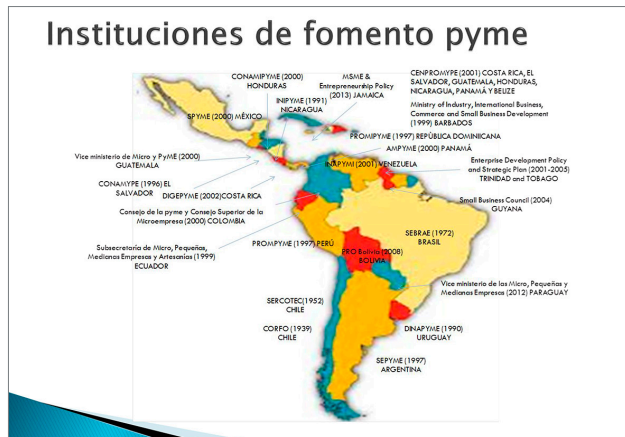 Instituciones de fomento pyme
CONAMIPYME (2000)
HONDURAS
MSME &
Entrepreneurship Policy
(2013) JAMAICA
CENPROMYPE (2001) COSTA RICA, EL
SALVADOR, GUATEMALA, HONDURAS,
NICARAGUA, PANAMÁ Y BELIZE
INIPYME (1991)
NICARAGUA
Ministry of Industry, International Business,
Commerce and Small Business Development
(1999) BARBADOS
SPYME (2000) MÉXICO
PROMIPYME (1997) REPÚBLICA DOMINICANA
AMPYME (2000) PANAMÁ
Vice ministerio de Micro y PyME (2000)
GUATEMALA
INAPYMI (2001) VENEZUELA
Enterprise Development Policy
and Strategic Plan (2001-2005)
TRINIDAD and TOBAGO
CONAMYPE (1996) EL
SALVADOR
DIGEPYME (2002)COSTA RICA
Small Business Council (2004)
GUYANA
Consejo de la pyme y Consejo Superior de la
Microempresa (2000) COLOMBIA
SEBRAE (1972)
BRASIL
Subsecretaría de Micro, Pequeñas,
Medianas Empresas y Artesanías (1999)
ECUADOR
PROMPYME (1997) PERÚ
PRO Bolivia (2008)
BOLIVIA
Vice ministerio de las Micro, Pequeñas y
Medianas Empresas (2012) PARAGUAY
SERCOTEC(1952)
CHILE
CORFO (1939)
CHILE
DINAPYME (1990)
URUGUAY
SEPYME (1997)
ARGENTINA